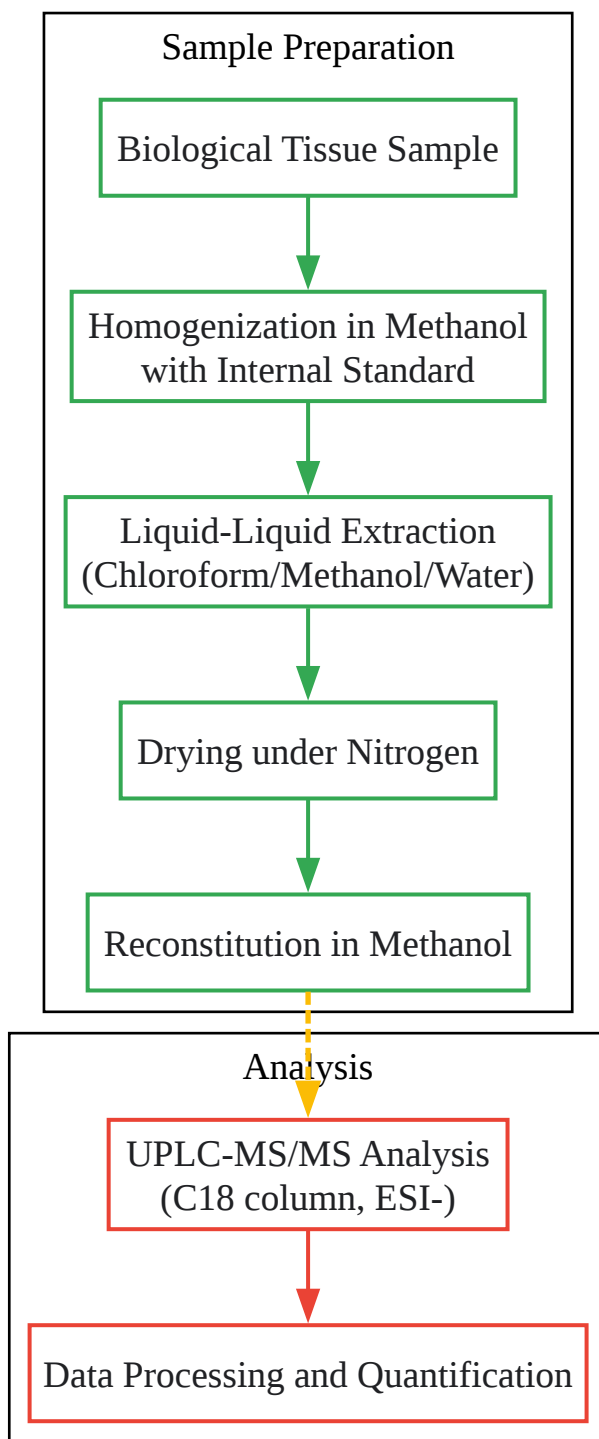 Sample Preparation
Biological Tissue Sample
Homogenization in Methanol
with Internal Standard
Liquid-Liquid Extraction
(Chloroform/Methanol/Water)
Drying under Nitrogen
Reconstitution in Methanol
Analysis
UPLC-MS/MS Analysis
(C18 column, ESI-)
Data Processing and Quantification